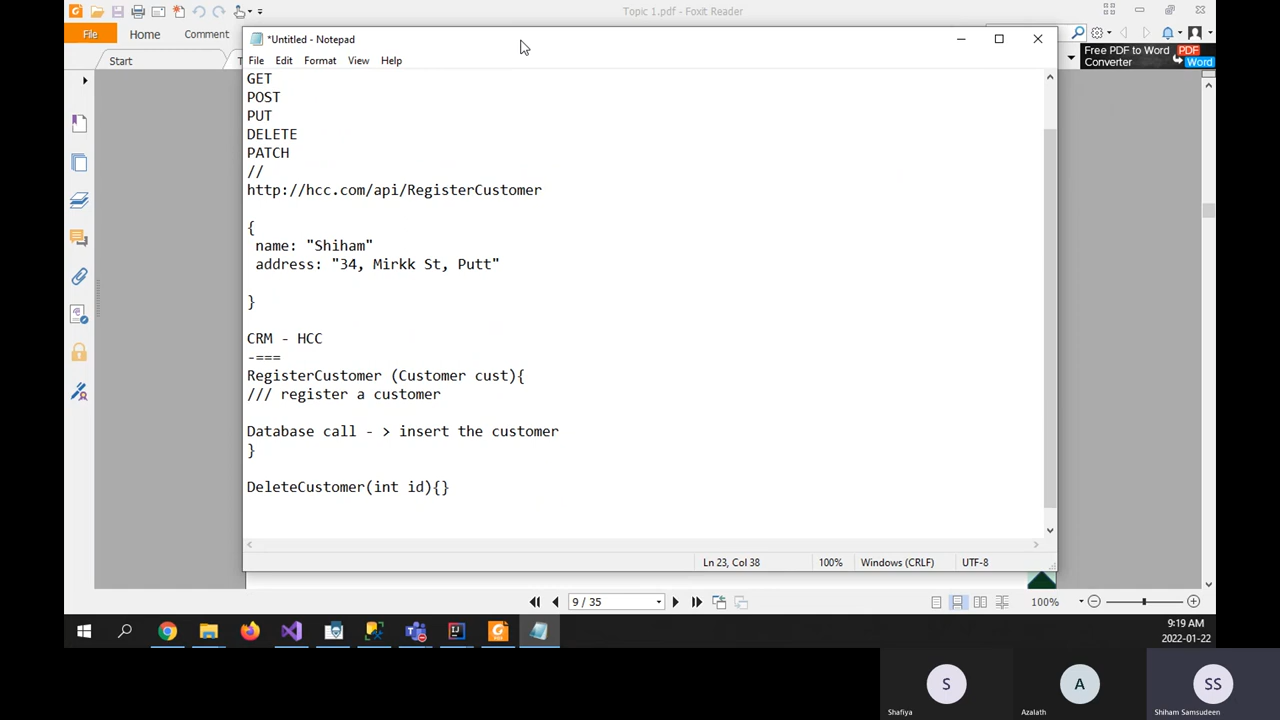 Topic 1.pdf - Foxit Reader
File
Home
Comment
*Untitled - Notepad
Free PDF to Word
Converter
PDF
Word
Start
File Edit Format View Help
GET
POST
PUT
DELETE
PATCH
//
http://hcc.com/api/RegisterCustomer
{
name: "Shiham"
address: "34, Mirkk St, Putt"
}
CRM - HCC
-===
RegisterCustomer (Customer cust){
/// register a customer
Database call - > insert the customer
}
DeleteCustomer(int id){}
Ln 23, Col 38
100%
Windows (CRLF)
UTF-8
9 / 35
100%
9:19 AM
2022-01-22
S
A
SS
Shafiya
Azalath
Shiham Samsudeen